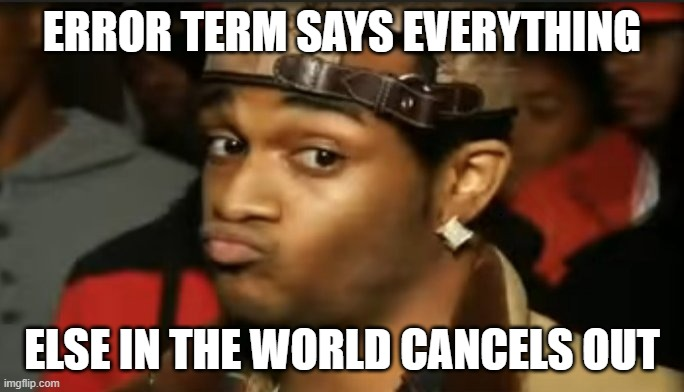 ERROR TERM SAYS EVERYTHING
ELSE IN THE WORLD CANCELS OUT
imgflip.com